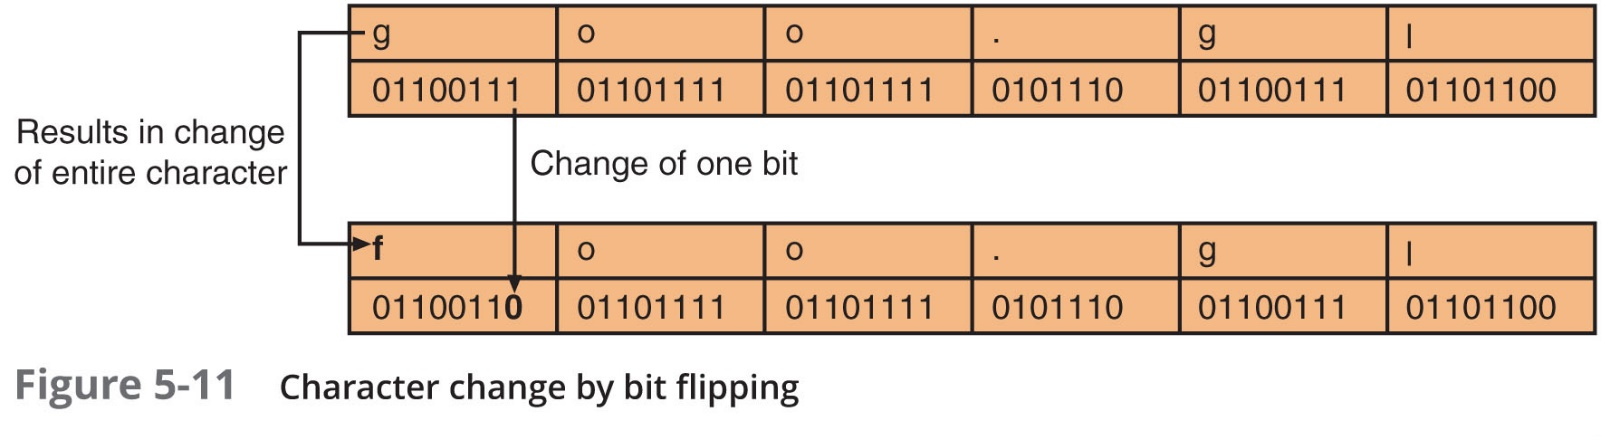 g o o . g l
01100111 01101111 01101111 0101110 01100111 01101100
Results in change
of entire character
Change of one bit
f o o . g l
01100110 01101111 01101111 0101110 01100111 01101100
Figure 5-11 Character change by bit flipping